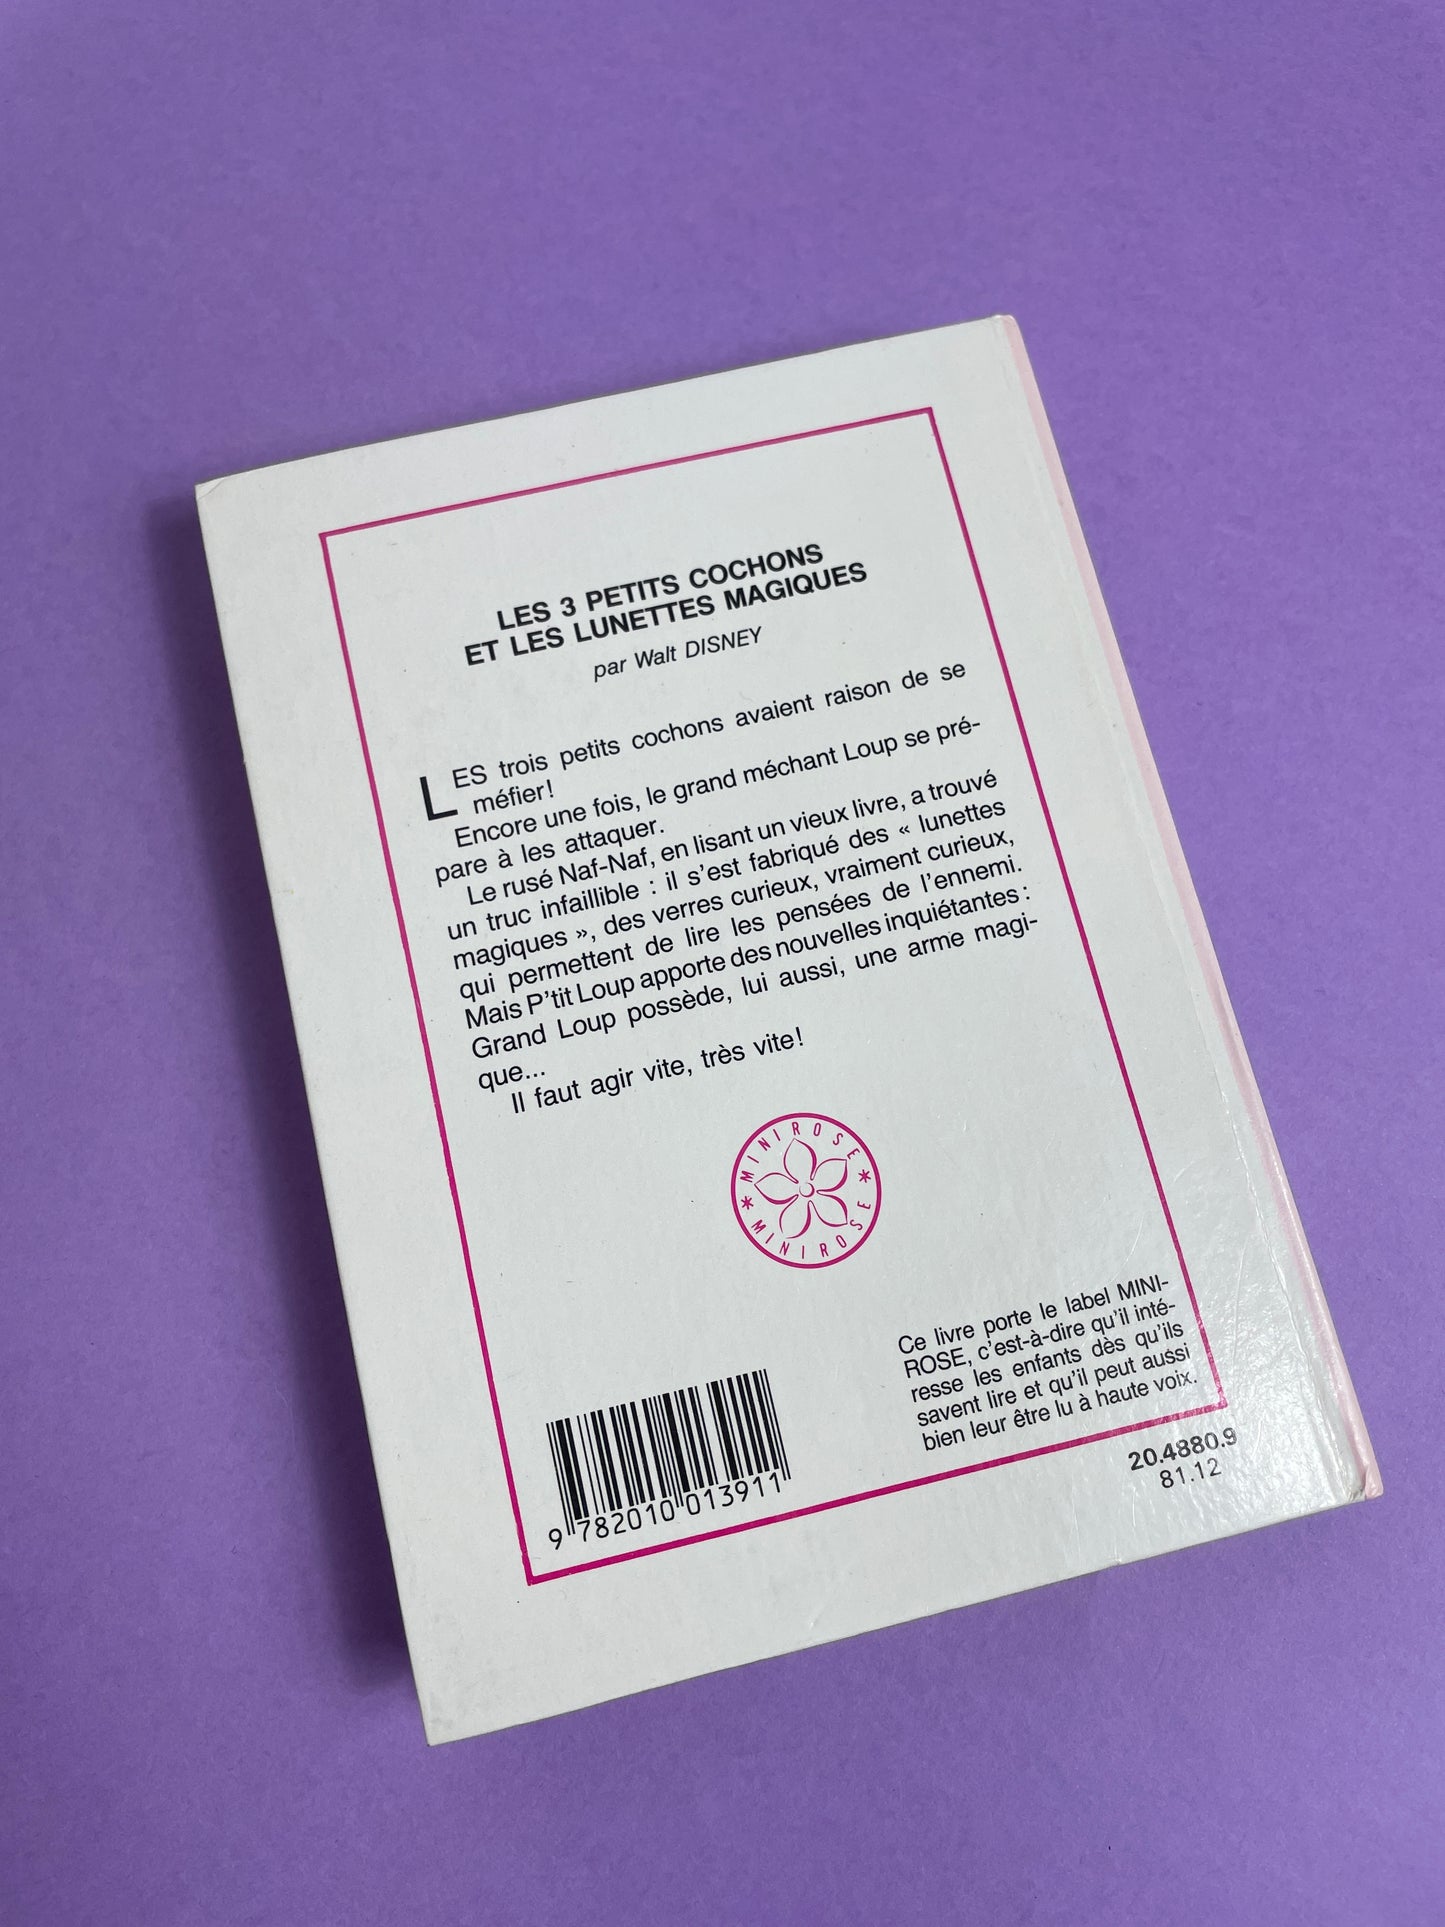 LES 3 PETITS COCHONS
ET LES LUNETTES MAGIQUES
par Walt DISNEY
LES trois petits cochons avaient raison de se
méfier!
Encore une fois, le grand méchant Loup se pré-
pare à les attaquer.
Le rusé Naf-Naf, en lisant un vieux livre, a trouvé
un truc infaillible : il s'est fabriqué des « lunettes
magiques », des verres curieux, vraiment curieux,
qui permettent de lire les pensées de l'ennemi.
Mais P'tit Loup apporte des nouvelles inquiétantes :
Grand Loup possède, lui aussi, une arme magi-
que...
Il faut agir vite, très vite!
* MINIROSE *
MINIROSE
Ce livre porte le label MINI-
ROSE, c'est-à-dire qu'il inté-
resse les enfants dès qu'ils
savent lire et qu'il peut aussi
bien leur être lu à haute voix.
9 782010 013911
20.4880.9
81.12